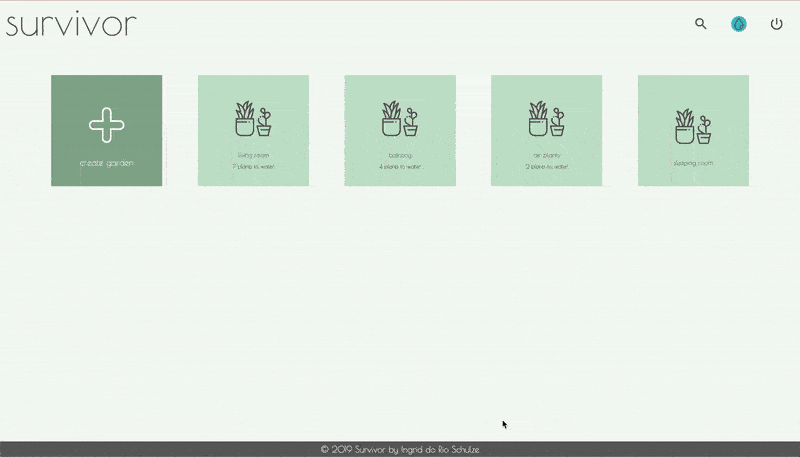 survivor
create garden
living room
7 plants to water
balcony
4 plants to water
air plants
2 plants to water
sleeping room
© 2019 Survivor by Ingrid do Rio Schulze